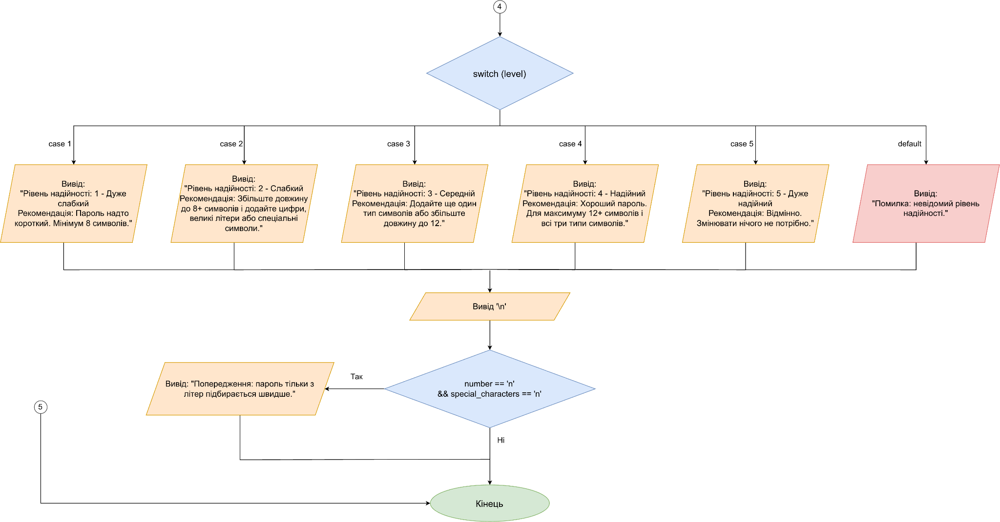 4
switch (level)
case 1
case 2
case 3
case 4
case 5
default
Вивід:
"Рівень надійності: 1 - Дуже
слабкий
Рекомендація: Пароль надто
короткий. Мінімум 8 символів."
Вивід:
"Рівень надійності: 2 - Слабкий
Рекомендація: Збільште довжину
до 8+ символів і додайте цифри,
великі літери або спеціальні
символи."
Вивід:
"Рівень надійності: 3 - Середній
Рекомендація: Додайте ще один
тип символів або збільште
довжину до 12."
Вивід:
"Рівень надійності: 4 - Надійний
Рекомендація: Хороший пароль.
Для максимуму 12+ символів і
всі три типи символів."
Вивід:
"Рівень надійності: 5 - Дуже
надійний
Рекомендація: Відмінно.
Змінювати нічого не потрібно."
Вивід:
"Помилка: невідомий рівень
надійності."
Вивід '\n'
number == 'n'
&& special_characters == 'n'
Так
Вивід: "Попередження: пароль тільки з
літер підбирається швидше."
5
Ні
Кінець